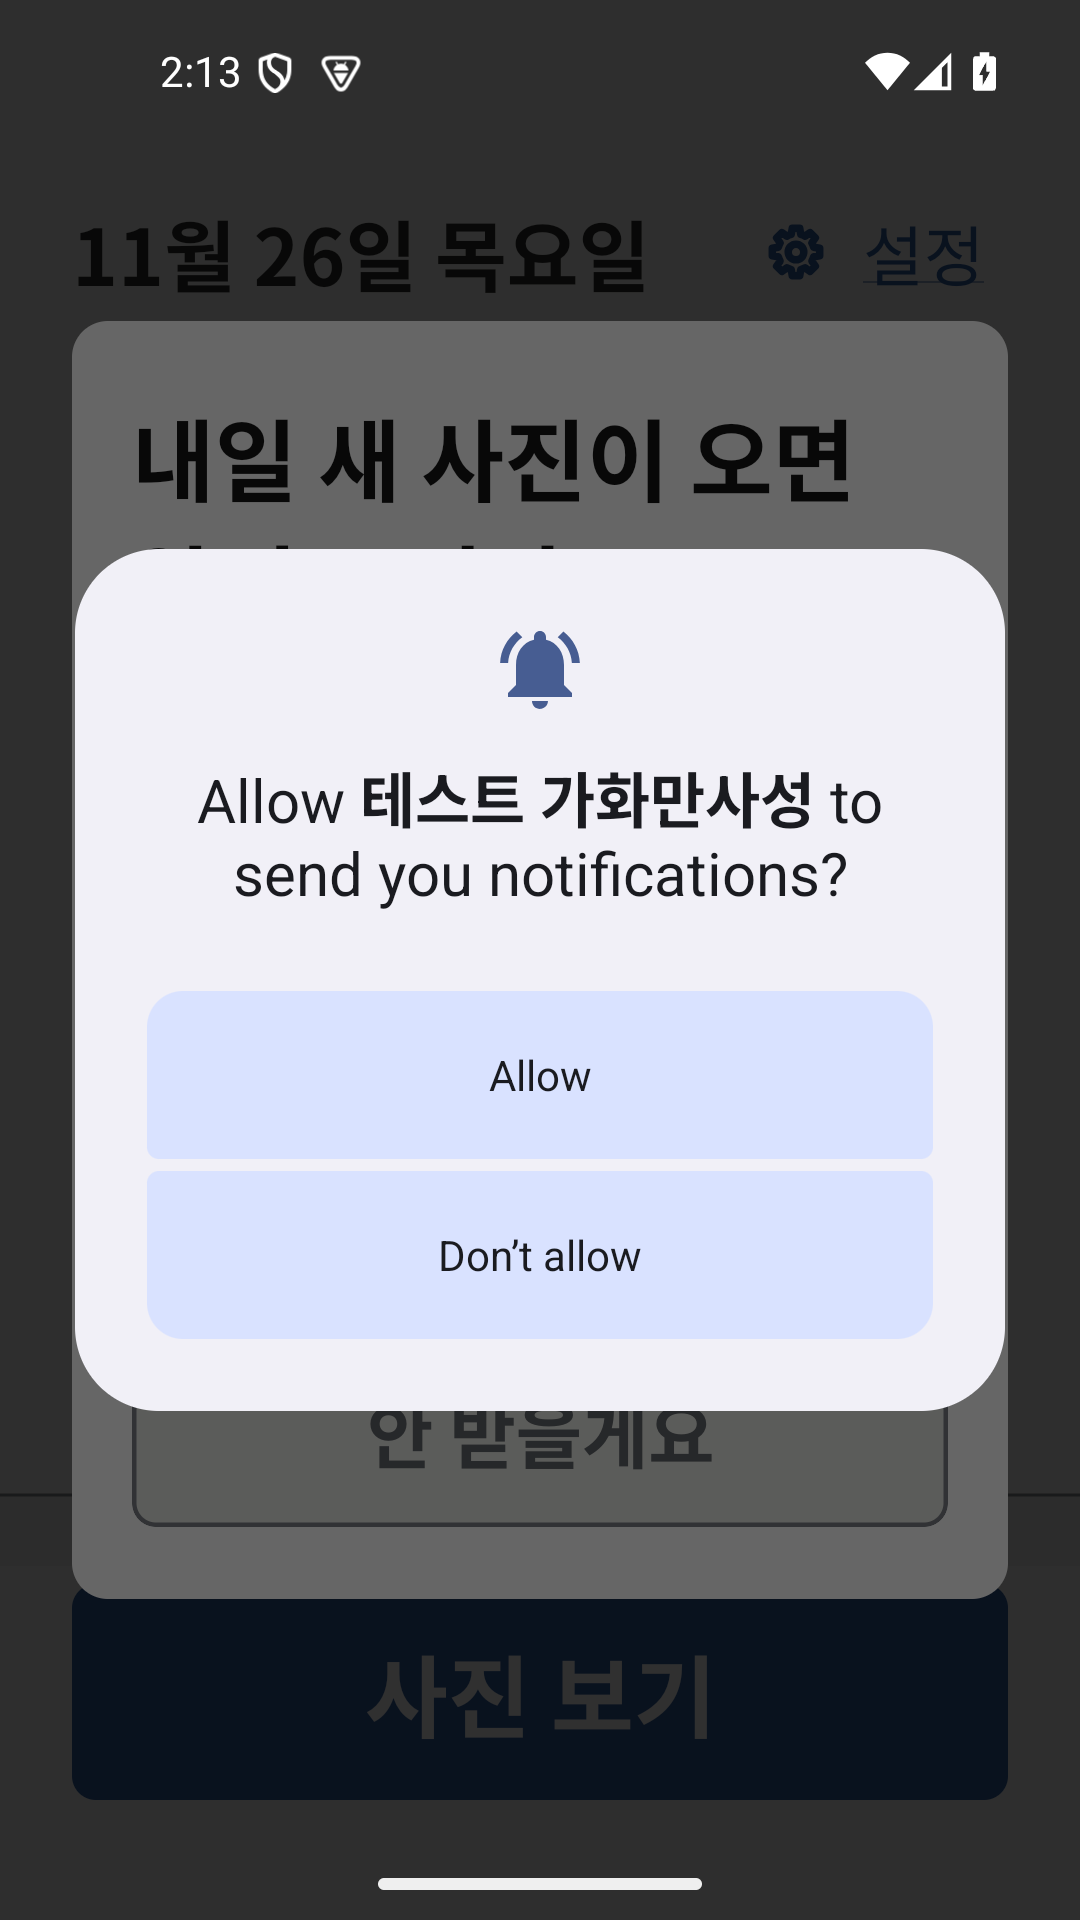 2:13
11월 26일 목요일
설정
내일 새 사진이 오면
Allow 테스트 가화만사성 to
send you notifications?
Allow
Don’t allow
안 받을게요
사진 보기